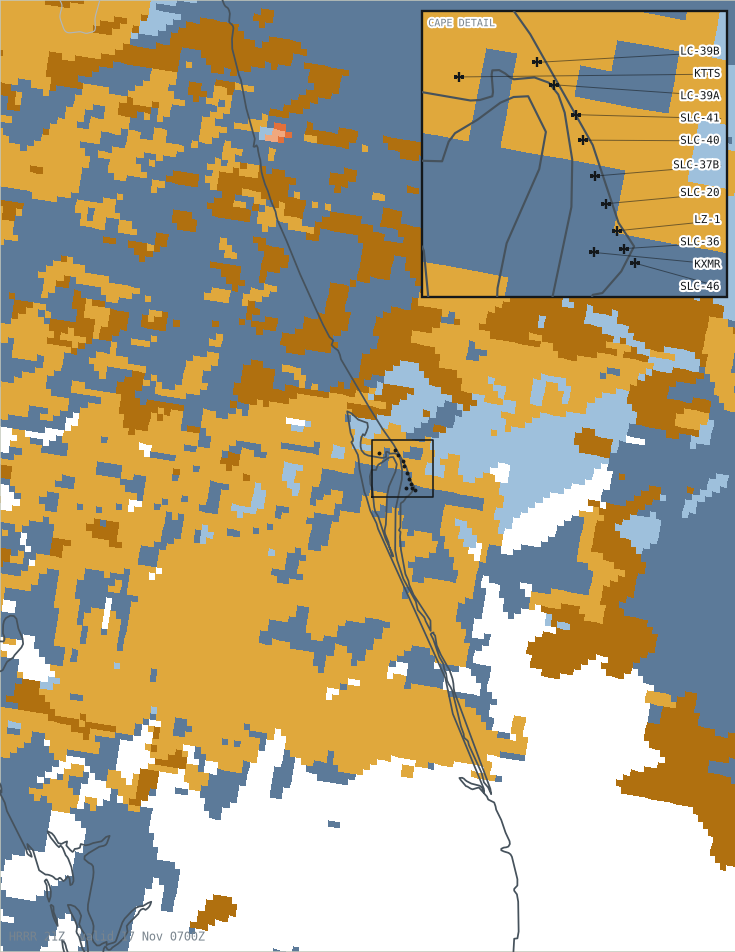 CAPE DETAIL
LC-39B
KTTS
LC-39A
SLC-41
SLC-40
SLC-37B
SLC-20
LZ-1
SLC-36
KXMR
SLC-46
HRRR Nov 0700Z